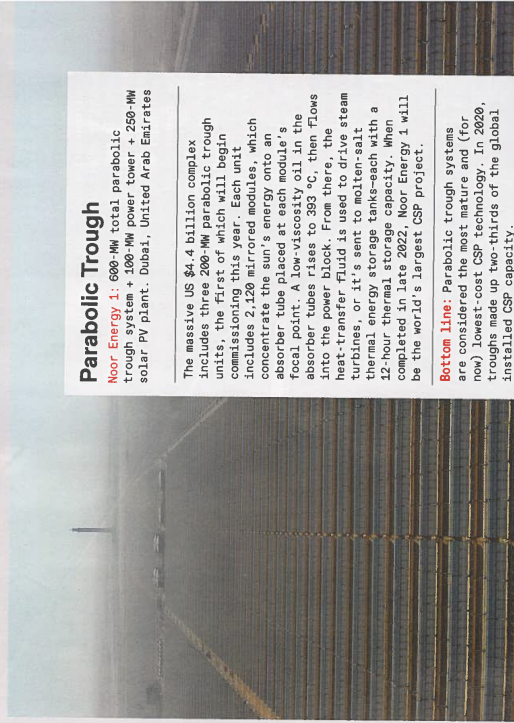 Parabolic Trough
Noor Energy 1: 600-MW total parabolic
trough system + 100-MW power tower + 250-MW
solar PV plant. Dubai, United Arab Emirates
The massive US $4.4 billion complex
includes three 200-MW parabolic trough
units, the first of which will begin
commissioning this year. Each unit
includes 2,120 mirrored modules, which
concentrate the sun's energy onto an
absorber tube placed at each module's
focal point. A low-viscosity oil in the
absorber tubes rises to 393 °C, then flows
into the power block. From there, the
heat-transfer fluid is used to drive steam
turbines, or it's sent to molten-salt
thermal energy storage tanks—each with a
12-hour thermal storage capacity. When
completed in late 2022, Noor Energy 1 will
be the world's largest CSP project.
Bottom line: Parabolic trough systems
are considered the most mature and (for
now) lowest-cost CSP technology. In 2020,
troughs made up two-thirds of the global
installed CSP capacity.